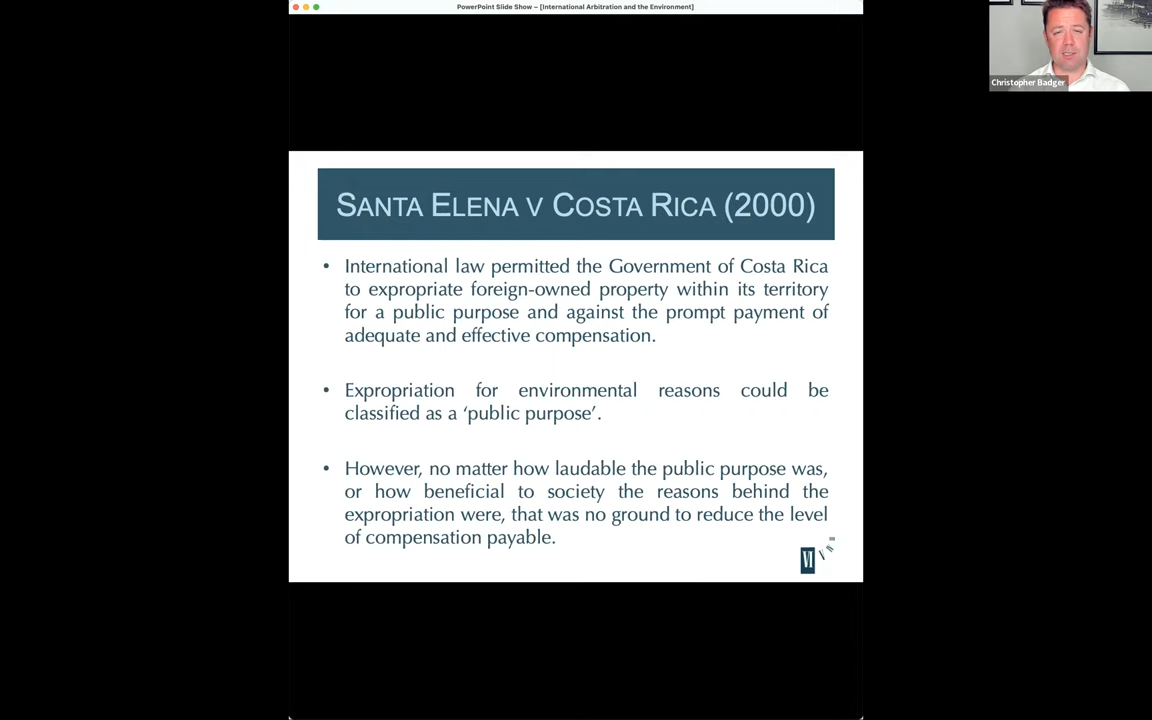 PowerPoint Slide Show – [International Arbitration and the Environment]
Christopher Badger
SANTA ELENA V COSTA RICA (2000)
• International law permitted the Government of Costa Rica
to expropriate foreign-owned property within its territory
for a public purpose and against the prompt payment of
adequate and effective compensation.
• Expropriation for environmental reasons could be
classified as a ‘public purpose’.
• However, no matter how laudable the public purpose was,
or how beneficial to society the reasons behind the
expropriation were, that was no ground to reduce the level
of compensation payable.
VI